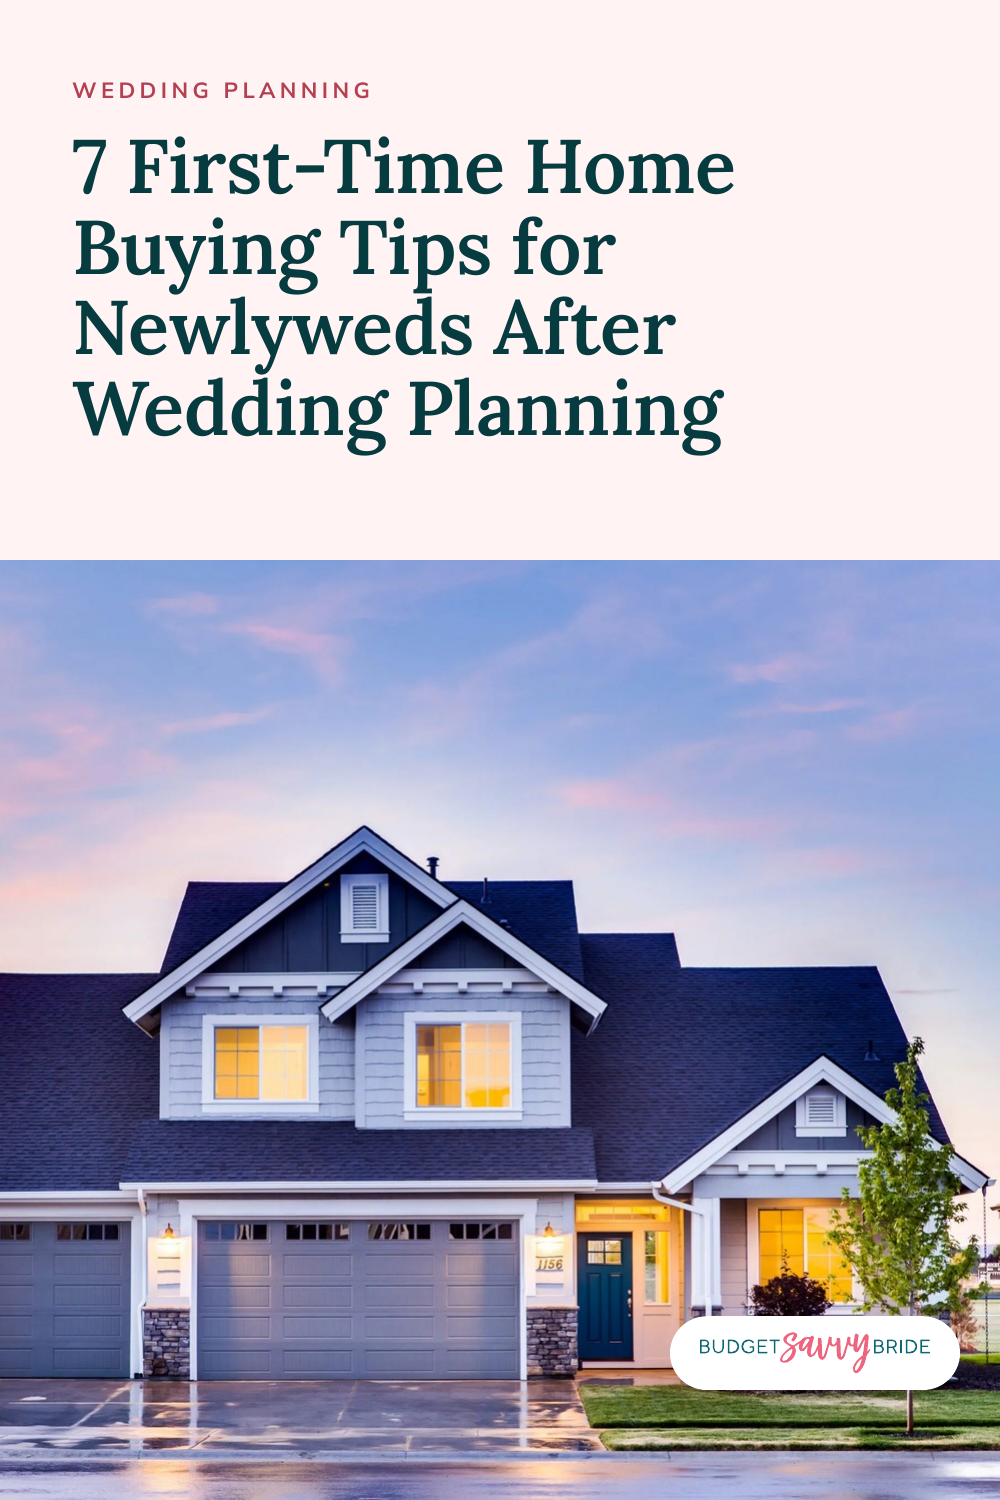 WEDDING PLANNING
7 First-Time Home
Buying Tips for
Newlyweds After
Wedding Planning
1156
BUDGET savvy BRIDE